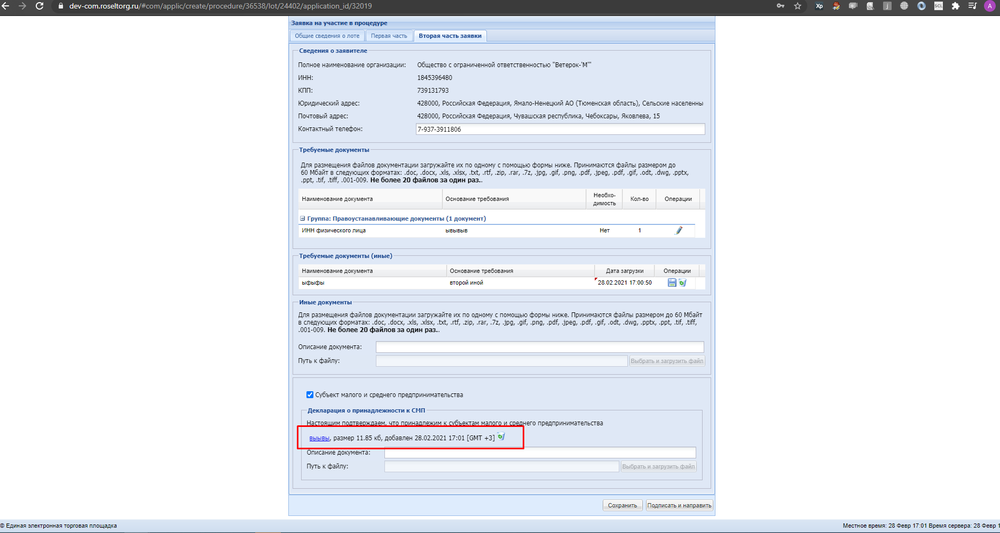 dev-com.roseltorg.ru/#com/applic/create/procedure/36538/lot/24402/application_id/32019
Заявка на участие в процедуре
Общие сведения о лоте Первая часть Вторая часть заявки
Сведения о заявителе
Полное наименование организации: Общество с ограниченной ответственностью "Ветерок-'М'"
ИНН: 1845396480
КПП: 739131793
Юридический адрес: 428000, Российская Федерация, Ямало-Ненецкий АО (Тюменская область), Сельские населенны
Почтовый адрес: 428000, Российская Федерация, Чувашская республика, Чебоксары, Яковлева, 15
Контактный телефон: 7-937-3911806
Требуемые документы
Для размещения файлов документации загружайте их по одному с помощью формы ниже. Принимаются файлы размером до
60 Мбайт в следующих форматах: .doc, .docx, .xls, .xlsx, .txt, .rtf, .zip, .rar, .7z, .jpg, .gif, .png, .pdf, .jpeg, .pdf, .gif, .odt, .dwg, .pptx,
.ppt, .tif, .tiff, .001-009. Не более 20 файлов за один раз..
Наименование документа Основание требования Необхо-димость Кол-во Операции
Группа: Правоустанавливающие документы (1 документ)
ИНН физического лица ывывыв Нет 1
Требуемые документы (иные)
Наименование документа Основание требования Дата загрузки Операции
ыфыфы второй иной 28.02.2021 17:00:50
Иные документы
Для размещения файлов документации загружайте их по одному с помощью формы ниже. Принимаются файлы размером до 60 Мбайт
в следующих форматах: .doc, .docx, .xls, .xlsx, .txt, .rtf, .zip, .rar, .7z, .jpg, .gif, .png, .pdf, .jpeg, .pdf, .gif, .odt, .dwg, .pptx, .ppt, .tif, .tiff,
.001-009. Не более 20 файлов за один раз..
Описание документа:
Путь к файлу: Выбрать и загрузить файл
Субъект малого и среднего предпринимательства
Декларация о принадлежности к СМП
Настоящим подтверждаем, что принадлежим к субъектам малого и среднего предпринимательства
выывы, размер 11.85 кб, добавлен 28.02.2021 17:01 [GMT +3]
Описание документа:
Путь к файлу: Выбрать и загрузить файл
Сохранить Подписать и направить
© Единая электронная торговая площадка Местное время: 28 Февр 17:01 Время сервера: 28 Февр 1